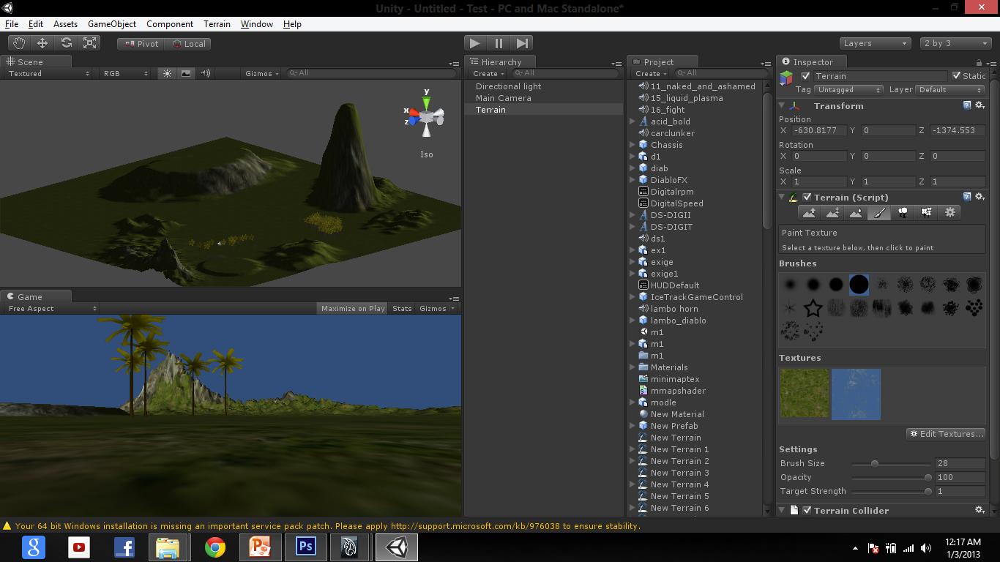 Unity - Untitled - Test - PC and Mac Standalone*
File Edit Assets GameObject Component Terrain Window Help
Pivot Local Layers 2 by 3
Scene
Textured RGB Gizmos All
y
x
z
Iso
Game
Free Aspect Maximize on Play Stats Gizmos
Hierarchy
Create All
Directional light
Main Camera
Terrain
Project
Create All
11_naked_and_ashamed
15_liquid_plasma
16_fight
acid_bold
carclunker
Chassis
d1
diab
DiabloFX
Digitalrpm
DigitalSpeed
DS-DIGII
DS-DIGIT
ds1
ex1
exige
exige1
HUDDefault
IceTrackGameControl
lambo horn
lambo_diablo
m1
m1
m1
Materials
minimaptex
mmapshader
modle
New Material
New Prefab
New Terrain
New Terrain 1
New Terrain 2
New Terrain 3
New Terrain 4
New Terrain 5
New Terrain 6
Inspector
Terrain Static
Tag Untagged Layer Default
Transform
Position
X -630.8177 Y 0 Z -1374.553
Rotation
X 0 Y 0 Z 0
Scale
X 1 Y 1 Z 1
Terrain (Script)
Paint Texture
Select a texture below, then click to paint
Brushes
Textures
Edit Textures...
Settings
Brush Size 28
Opacity 100
Target Strength 1
Terrain Collider
Your 64 bit Windows installation is missing an important service pack patch. Please apply http://support.microsoft.com/kb/976038 to ensure stability.
g f P Ps
12:17 AM
1/3/2013